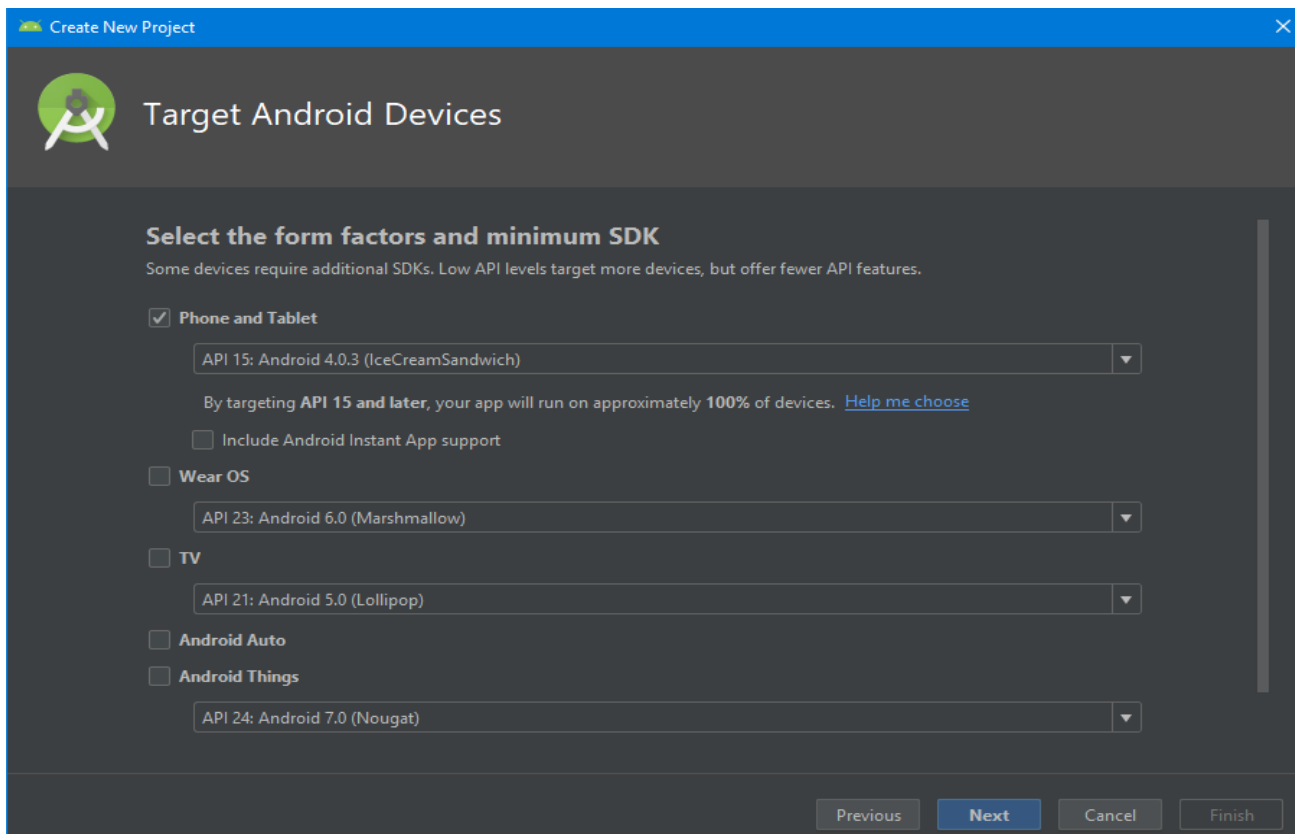 Create New Project
Target Android Devices
Select the form factors and minimum SDK
Some devices require additional SDKs. Low API levels target more devices, but offer fewer API features.
Phone and Tablet
API 15: Android 4.0.3 (IceCreamSandwich)
By targeting API 15 and later, your app will run on approximately 100% of devices. Help me choose
Include Android Instant App support
Wear OS
API 23: Android 6.0 (Marshmallow)
TV
API 21: Android 5.0 (Lollipop)
Android Auto
Android Things
API 24: Android 7.0 (Nougat)
Previous Next Cancel Finish